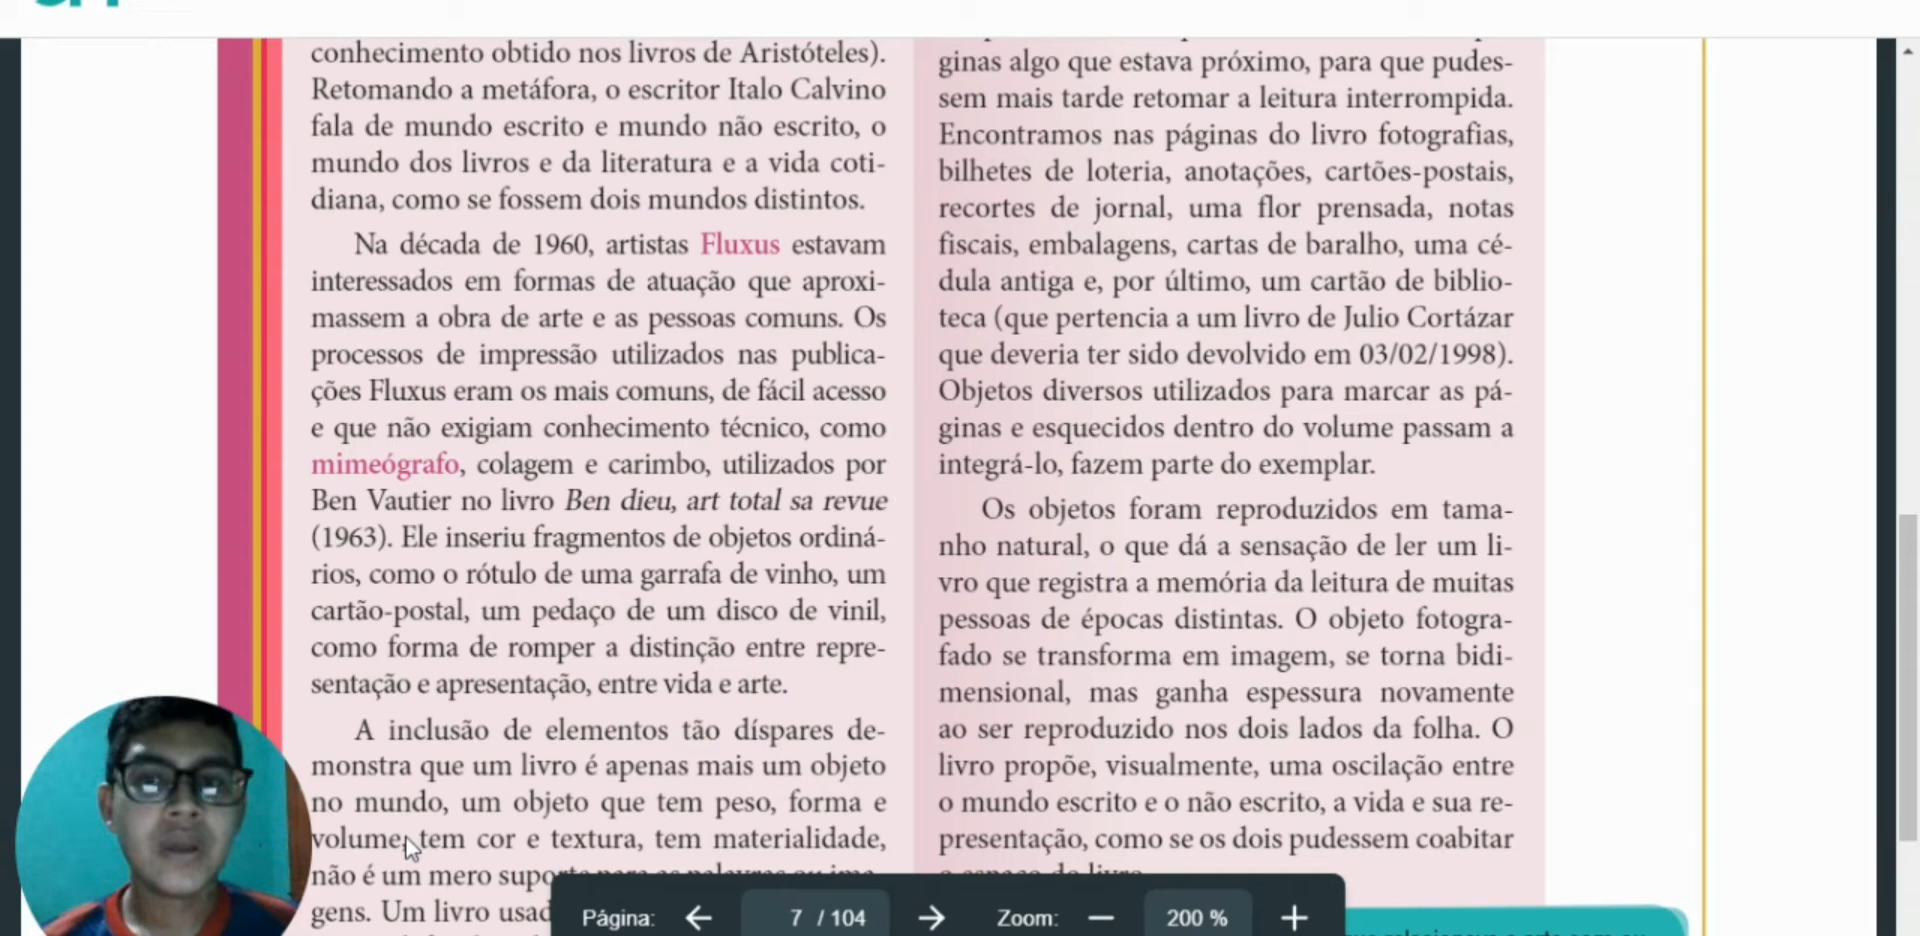 conhecimento obtido nos livros de Aristóteles).
Retomando a metáfora, o escritor Italo Calvino
fala de mundo escrito e mundo não escrito, o
mundo dos livros e da literatura e a vida coti-
diana, como se fossem dois mundos distintos.
Na década de 1960, artistas Fluxus estavam
interessados em formas de atuação que aproxi-
massem a obra de arte e as pessoas comuns. Os
processos de impressão utilizados nas publica-
ções Fluxus eram os mais comuns, de fácil acesso
e que não exigiam conhecimento técnico, como
mimeógrafo, colagem e carimbo, utilizados por
Ben Vautier no livro Ben dieu, art total sa revue
(1963). Ele inseriu fragmentos de objetos ordiná-
rios, como o rótulo de uma garrafa de vinho, um
cartão-postal, um pedaço de um disco de vinil,
como forma de romper a distinção entre repre-
sentação e apresentação, entre vida e arte.
A inclusão de elementos tão díspares de-
monstra que um livro é apenas mais um objeto
no mundo, um objeto que tem peso, forma e
volume, tem cor e textura, tem materialidade,
não é um mero suporte para as palavras ou ima-
gens. Um livro usad
ginas algo que estava próximo, para que pudes-
sem mais tarde retomar a leitura interrompida.
Encontramos nas páginas do livro fotografias,
bilhetes de loteria, anotações, cartões-postais,
recortes de jornal, uma flor prensada, notas
fiscais, embalagens, cartas de baralho, uma cé-
dula antiga e, por último, um cartão de biblio-
teca (que pertencia a um livro de Julio Cortázar
que deveria ter sido devolvido em 03/02/1998).
Objetos diversos utilizados para marcar as pá-
ginas e esquecidos dentro do volume passam a
integrá-lo, fazem parte do exemplar.
Os objetos foram reproduzidos em tama-
nho natural, o que dá a sensação de ler um li-
vro que registra a memória da leitura de muitas
pessoas de épocas distintas. O objeto fotogra-
fado se transforma em imagem, se torna bidi-
mensional, mas ganha espessura novamente
ao ser reproduzido nos dois lados da folha. O
livro propõe, visualmente, uma oscilação entre
o mundo escrito e o não escrito, a vida e sua re-
presentação, como se os dois pudessem coabitar
o espaço do livro.
Página: 7 / 104 Zoom: 200 %